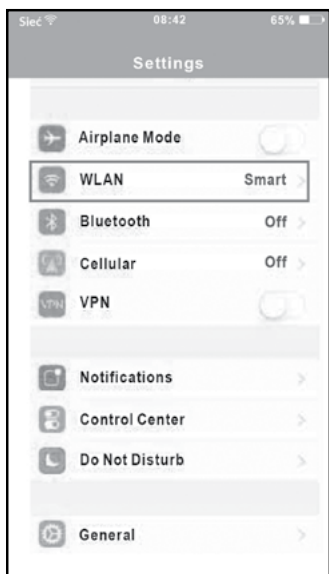 Sieć 08:42 65%
Settings
Airplane Mode
WLAN Smart
Bluetooth Off
Cellular Off
VPN VPN
Notifications
Control Center
Do Not Disturb
General